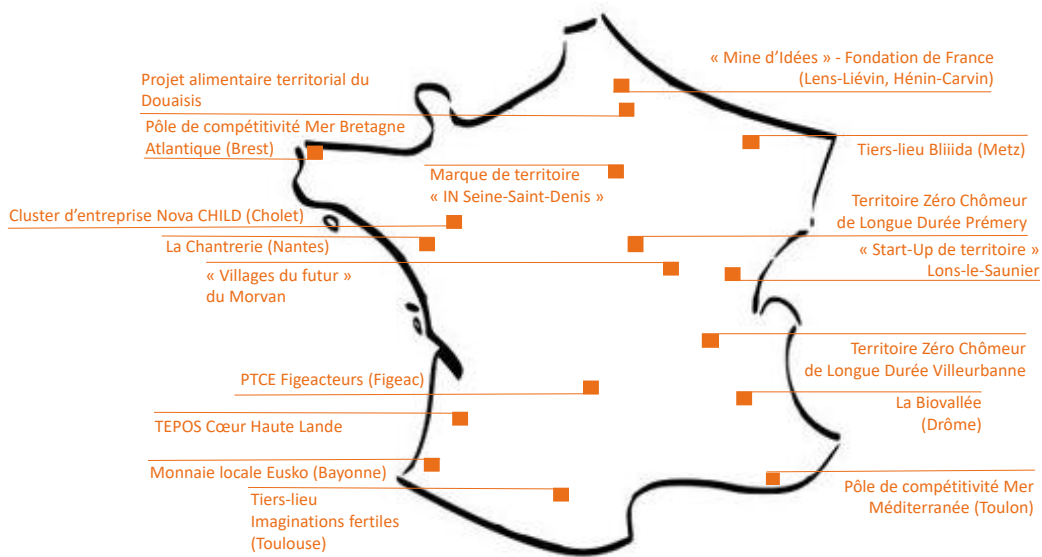 « Mine d’Idées » - Fondation de France
(Lens-Liévin, Hénin-Carvin)
Projet alimentaire territorial du
Douaisis
Pôle de compétitivité Mer Bretagne
Atlantique (Brest)
Tiers-lieu Bliiida (Metz)
Marque de territoire
« IN Seine-Saint-Denis »
Cluster d’entreprise Nova CHILD (Cholet)
Territoire Zéro Chômeur
de Longue Durée Prémery
La Chantrerie (Nantes)
« Start-Up de territoire »
Lons-le-Saunier
« Villages du futur »
du Morvan
Territoire Zéro Chômeur
de Longue Durée Villeurbanne
PTCE Figeacteurs (Figeac)
La Biovallée
(Drôme)
TEPOS Cœur Haute Lande
Monnaie locale Eusko (Bayonne)
Pôle de compétitivité Mer
Méditerranée (Toulon)
Tiers-lieu
Imaginations fertiles
(Toulouse)